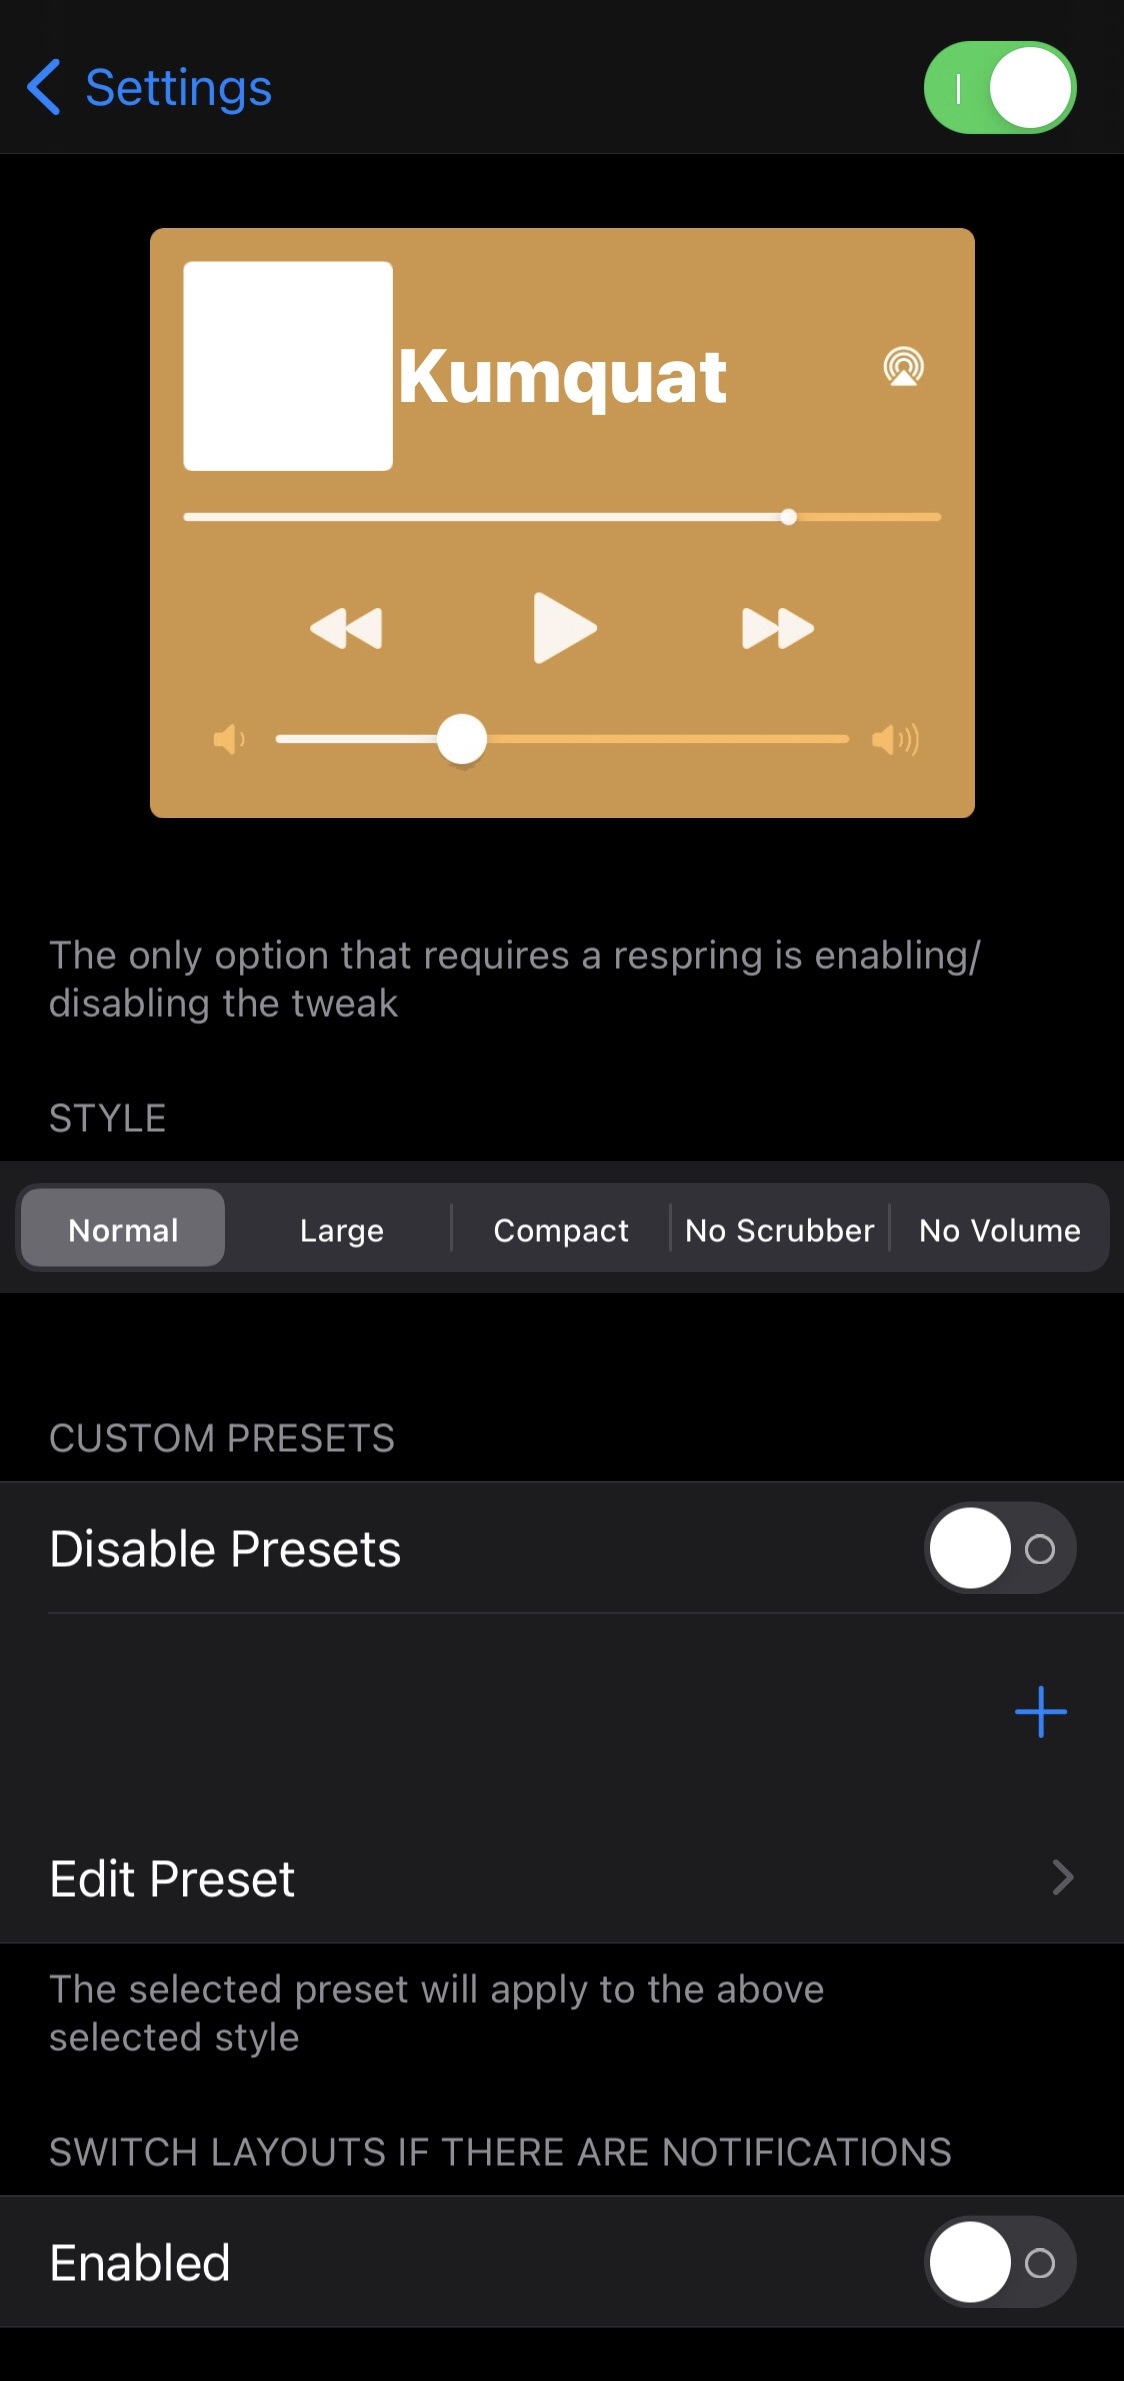 Settings
Kumquat
The only option that requires a respring is enabling/
disabling the tweak
STYLE
Normal Large Compact No Scrubber No Volume
CUSTOM PRESETS
Disable Presets
Edit Preset
The selected preset will apply to the above
selected style
SWITCH LAYOUTS IF THERE ARE NOTIFICATIONS
Enabled